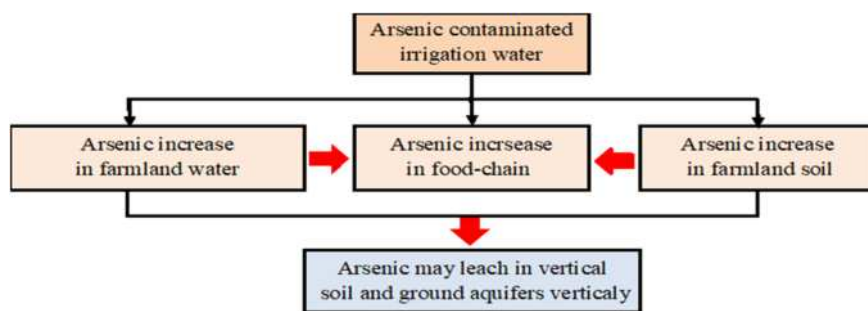 Arsenic contaminated
irrigation water
Arsenic increase
in farmland water
Arsenic incrsease
in food-chain
Arsenic increase
in farmland soil
Arsenic may leach in vertical
soil and ground aquifers verticaly